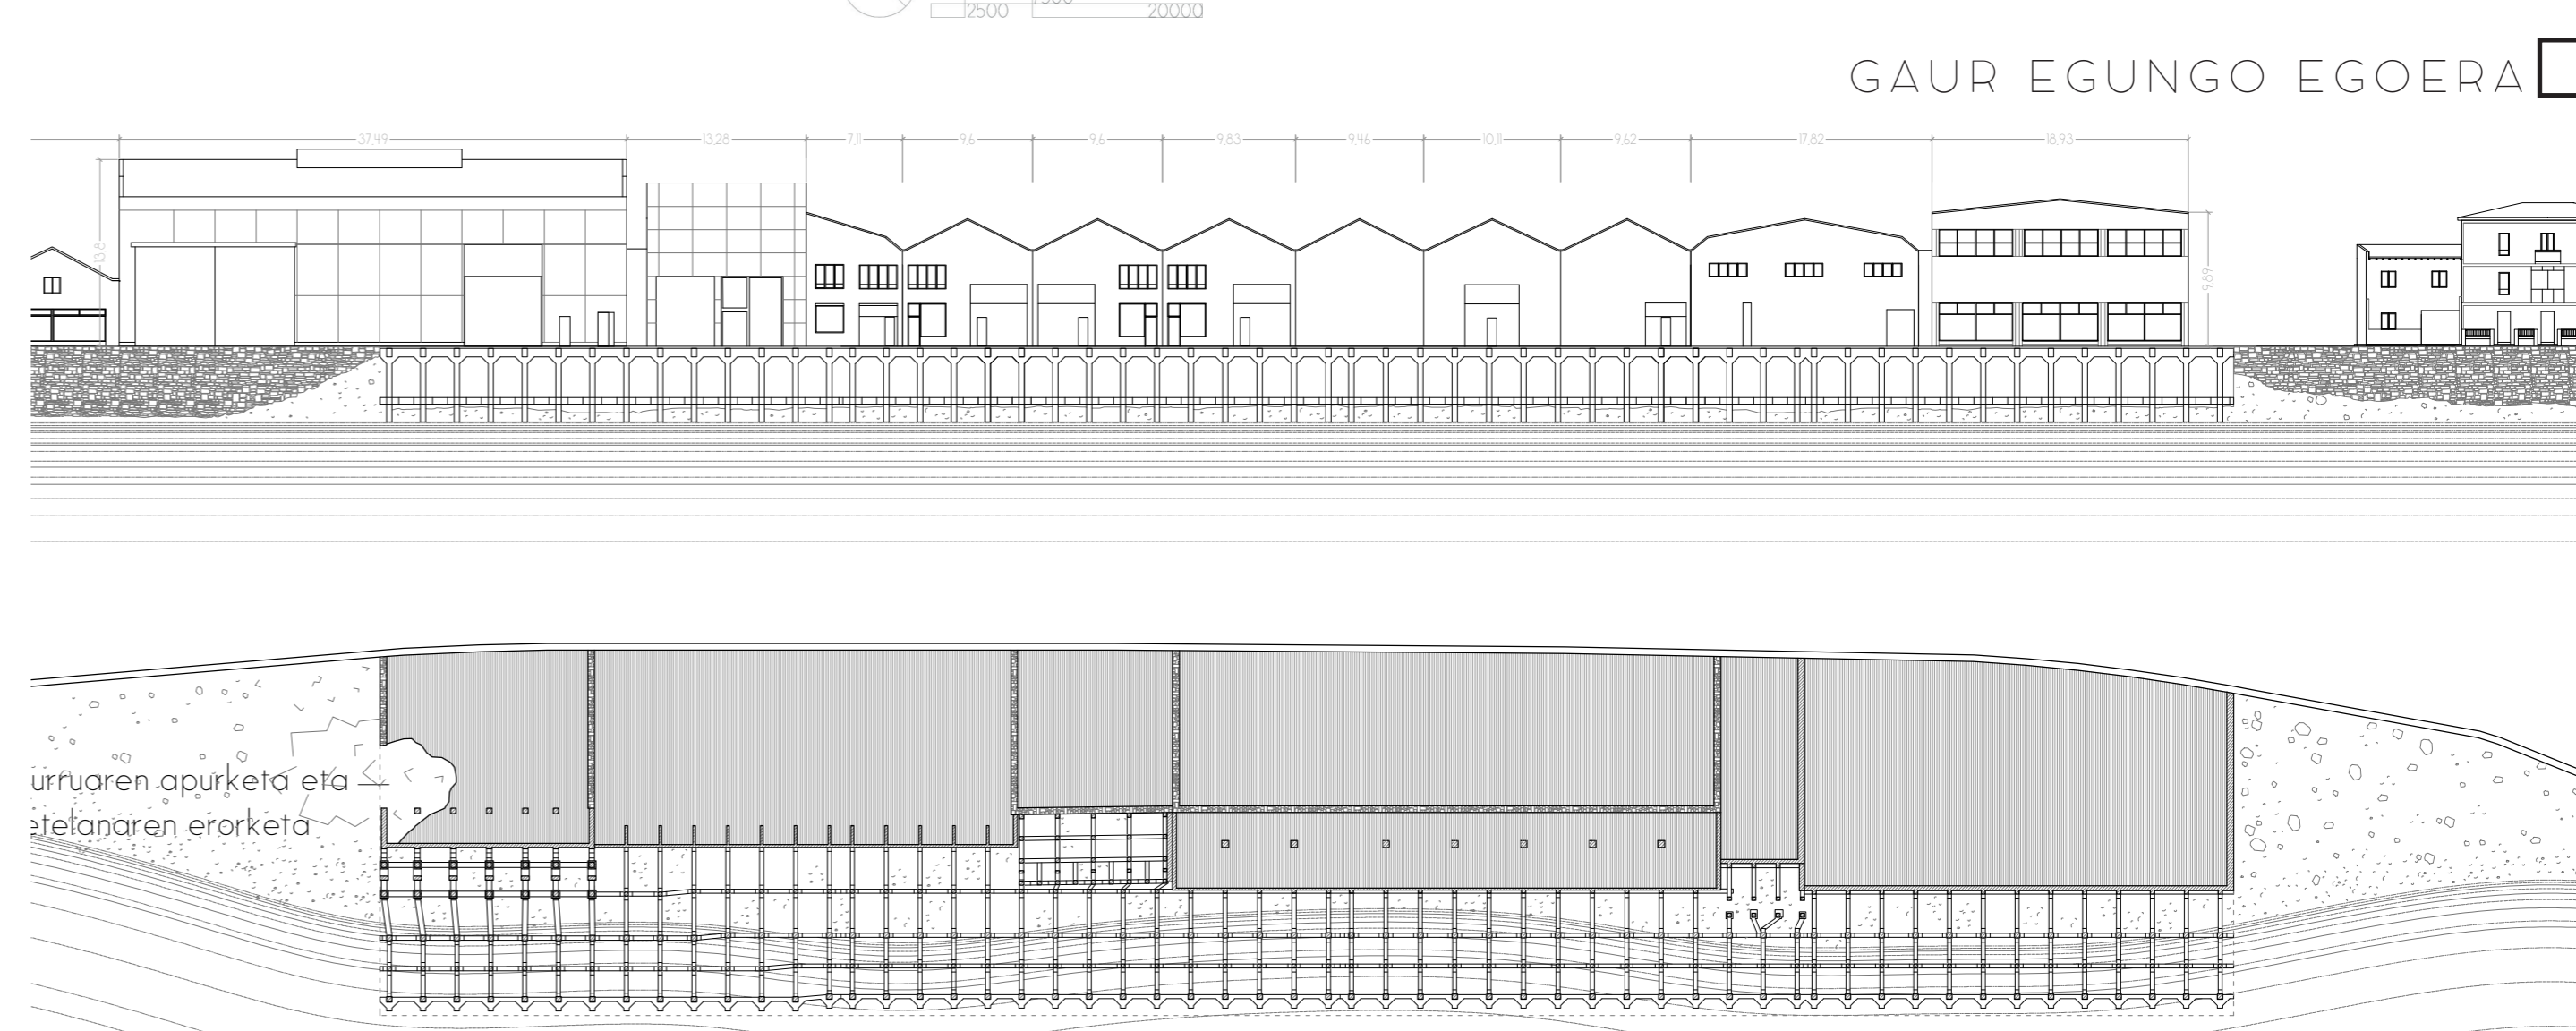 2500
20000
GAUR EGUNGO EGOERA
37,49 13,28 7,11 9,6 9,6 9,83 9,46 10,11 9,62 17,82 18,93
13,8
9,89
urruaren apurketa eta
etelanaren erorketa